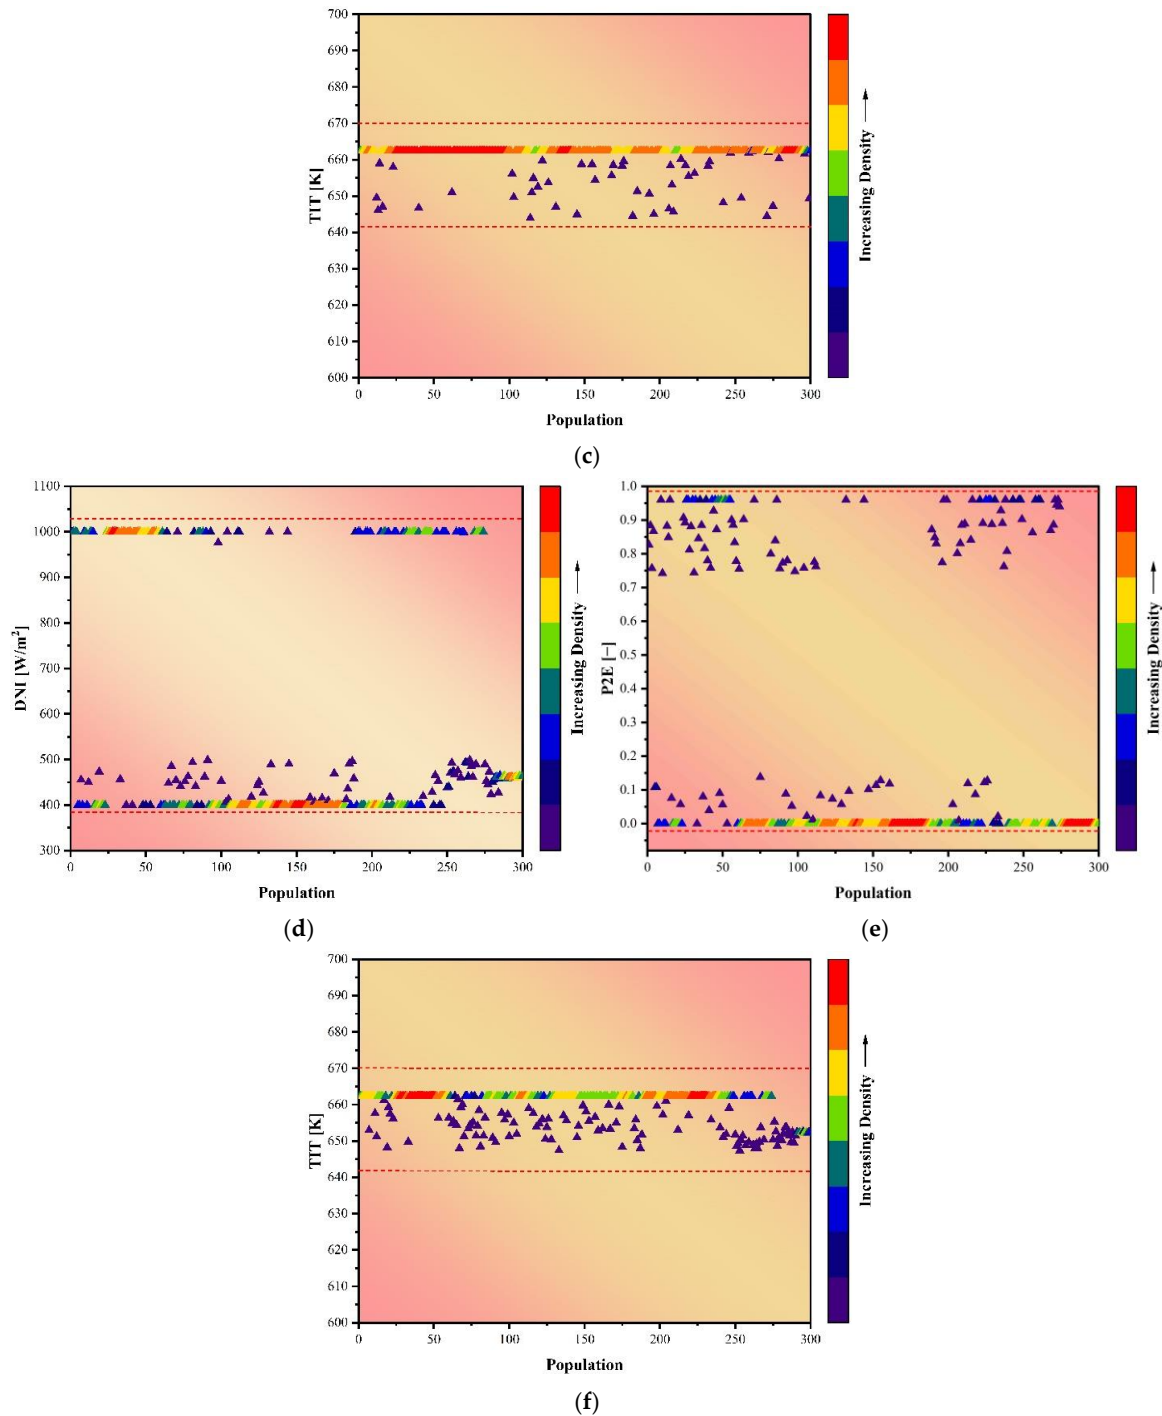 700
690
680
670
660
650
640
630
620
610
600
TIT [K]
0 50 100 150 200 250 300
Population
Increasing Density
(c)
1100
1000
900
800
700
600
500
400
300
DNI [W/m²]
0 50 100 150 200 250 300
Population
Increasing Density
(d)
1.0
0.9
0.8
0.7
0.6
0.5
0.4
0.3
0.2
0.1
0.0
P2E [–]
0 50 100 150 200 250 300
Population
Increasing Density
(e)
700
690
680
670
660
650
640
630
620
610
600
TIT [K]
0 50 100 150 200 250 300
Population
Increasing Density
(f)